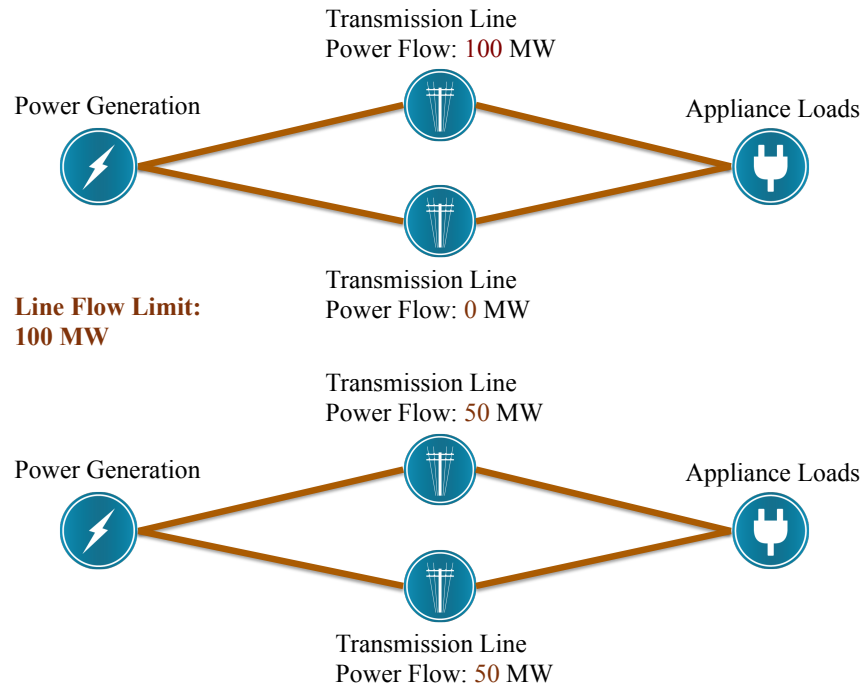 Transmission Line
Power Flow: 100 MW
Power Generation
Appliance Loads
Transmission Line
Power Flow: 0 MW
Line Flow Limit:
100 MW
Transmission Line
Power Flow: 50 MW
Power Generation
Appliance Loads
Transmission Line
Power Flow: 50 MW